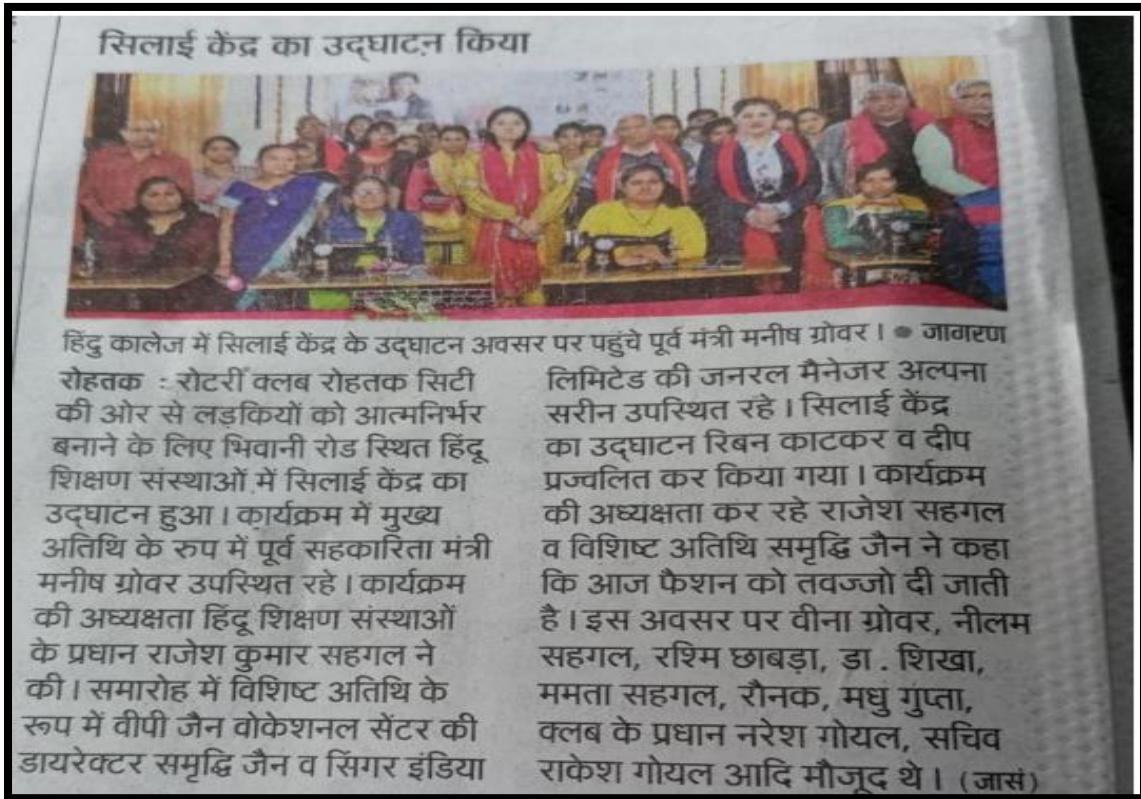 सिलाई केंद्र का उद्घाटन किया
हिंदु कालेज में सिलाई केंद्र के उद्घाटन अवसर पर पहुंचे पूर्व मंत्री मनीष ग्रोवर । ● जागरण
रोहतक : रोटरी क्लब रोहतक सिटी
की ओर से लड़कियों को आत्मनिर्भर
बनाने के लिए भिवानी रोड स्थित हिंदू
शिक्षण संस्थाओं में सिलाई केंद्र का
उद्घाटन हुआ । कार्यक्रम में मुख्य
अतिथि के रुप में पूर्व सहकारिता मंत्री
मनीष ग्रोवर उपस्थित रहे । कार्यक्रम
की अध्यक्षता हिंदू शिक्षण संस्थाओं
के प्रधान राजेश कुमार सहगल ने
की । समारोह में विशिष्ट अतिथि के
रूप में वीपी जैन वोकेशनल सेंटर की
डायरेक्टर समृद्धि जैन व सिंगर इंडिया
लिमिटेड की जनरल मैनेजर अल्पना
सरीन उपस्थित रहे । सिलाई केंद्र
का उद्घाटन रिबन काटकर व दीप
प्रज्वलित कर किया गया । कार्यक्रम
की अध्यक्षता कर रहे राजेश सहगल
व विशिष्ट अतिथि समृद्धि जैन ने कहा
कि आज फैशन को तवज्जो दी जाती
है । इस अवसर पर वीना ग्रोवर, नीलम
सहगल, रश्मि छाबड़ा, डा . शिखा,
ममता सहगल, रौनक, मधु गुप्ता,
क्लब के प्रधान नरेश गोयल, सचिव
राकेश गोयल आदि मौजूद थे । (जासं)